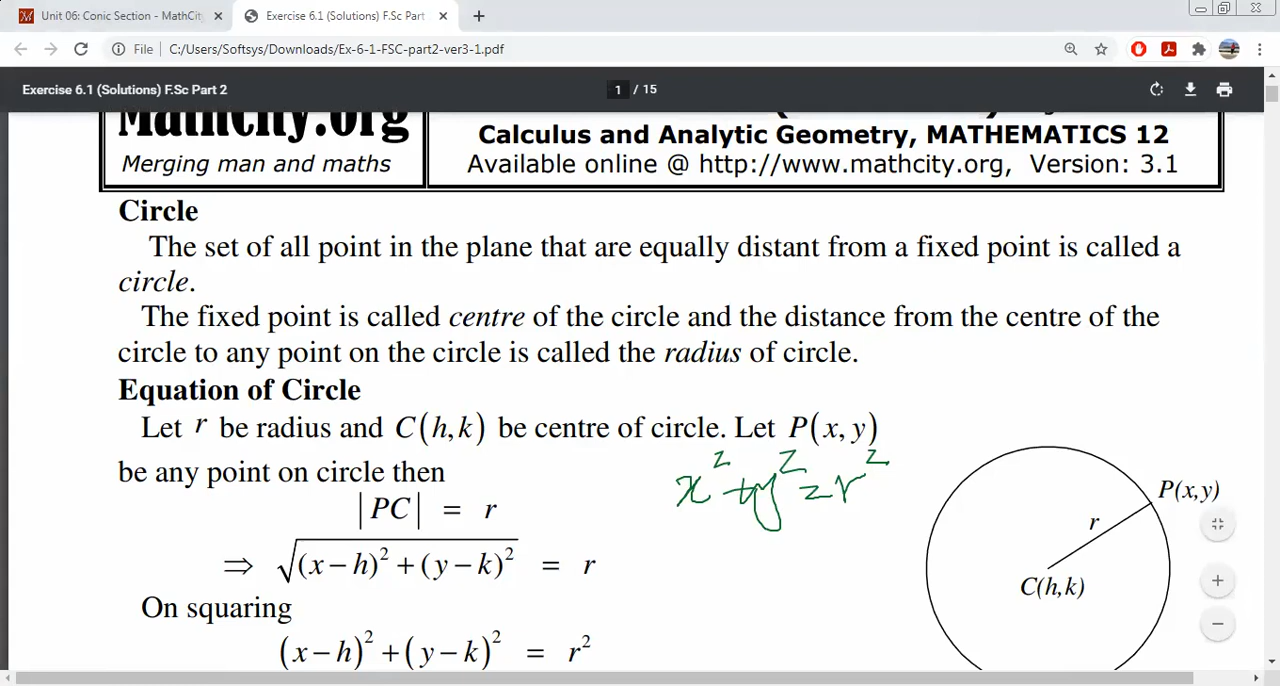 Unit 06: Conic Section - MathCity
Exercise 6.1 (Solutions) F.Sc Part
File
C:/Users/Softsys/Downloads/Ex-6-1-FSC-part2-ver3-1.pdf
Exercise 6.1 (Solutions) F.Sc Part 2
1 / 15
MathCity.org
Merging man and maths
Calculus and Analytic Geometry, MATHEMATICS 12
Available online @ http://www.mathcity.org, Version: 3.1
Circle
The set of all point in the plane that are equally distant from a fixed point is called a
circle.
The fixed point is called centre of the circle and the distance from the centre of the
circle to any point on the circle is called the radius of circle.
Equation of Circle
Let r be radius and C(h,k) be centre of circle. Let P(x,y)
be any point on circle then
x² + y² = r²
|PC| = r
P(x,y)
r
C(h,k)
⇒ √(x−h)² + (y−k)² = r
On squaring
(x−h)² + (y−k)² = r²